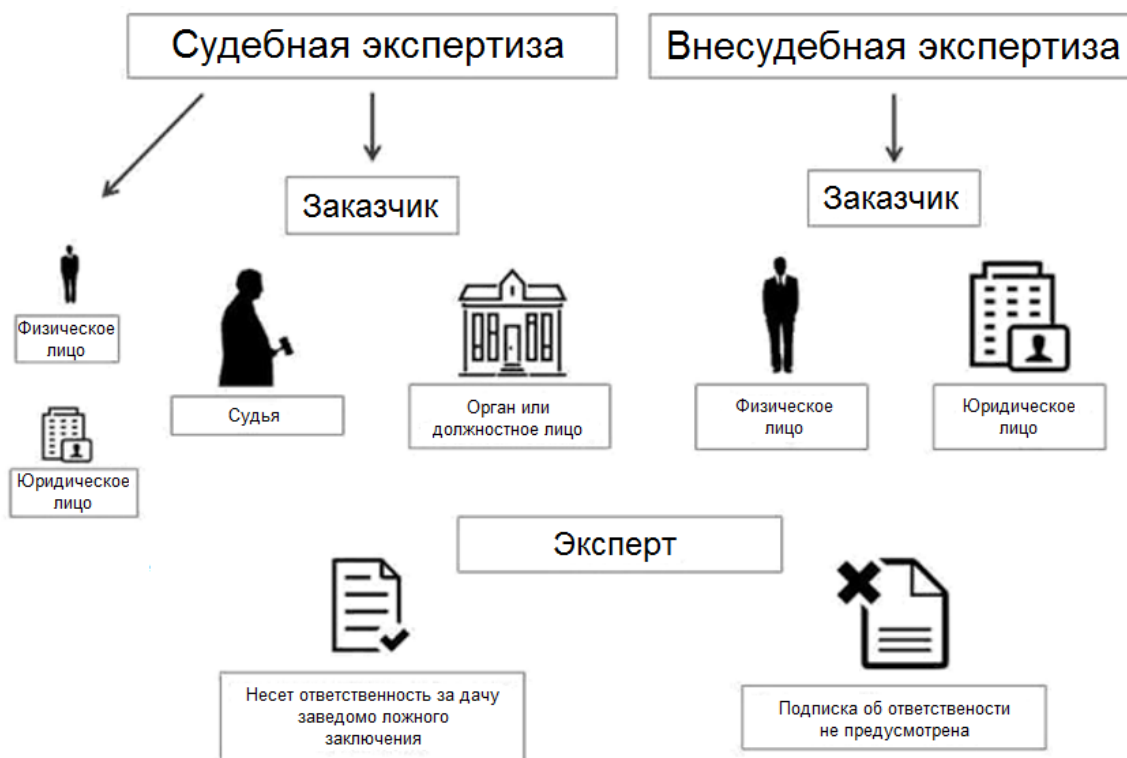 Судебная экспертиза
Внесудебная экспертиза
Заказчик
Заказчик
Физическое
лицо
Юридическое
лицо
Судья
Орган или
должностное лицо
Физическое
лицо
Юридическое
лицо
Эксперт
Несет ответственность за дачу
заведомо ложного
заключения
Подписка об ответствености
не предусмотрена